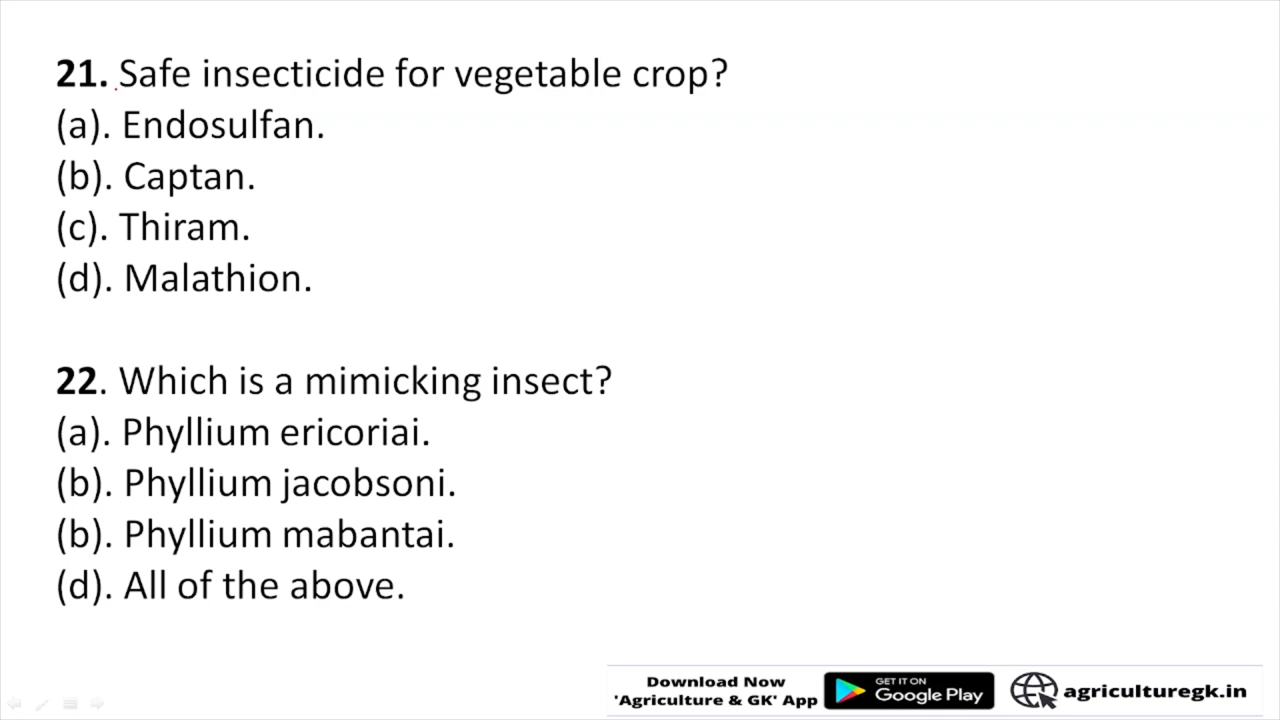 21. Safe insecticide for vegetable crop?
(a). Endosulfan.
(b). Captan.
(c). Thiram.
(d). Malathion.
22. Which is a mimicking insect?
(a). Phyllium ericoriai.
(b). Phyllium jacobsoni.
(b). Phyllium mabantai.
(d). All of the above.
Download Now
'Agriculture & GK' App
GET IT ON
Google Play
agriculturegk.in